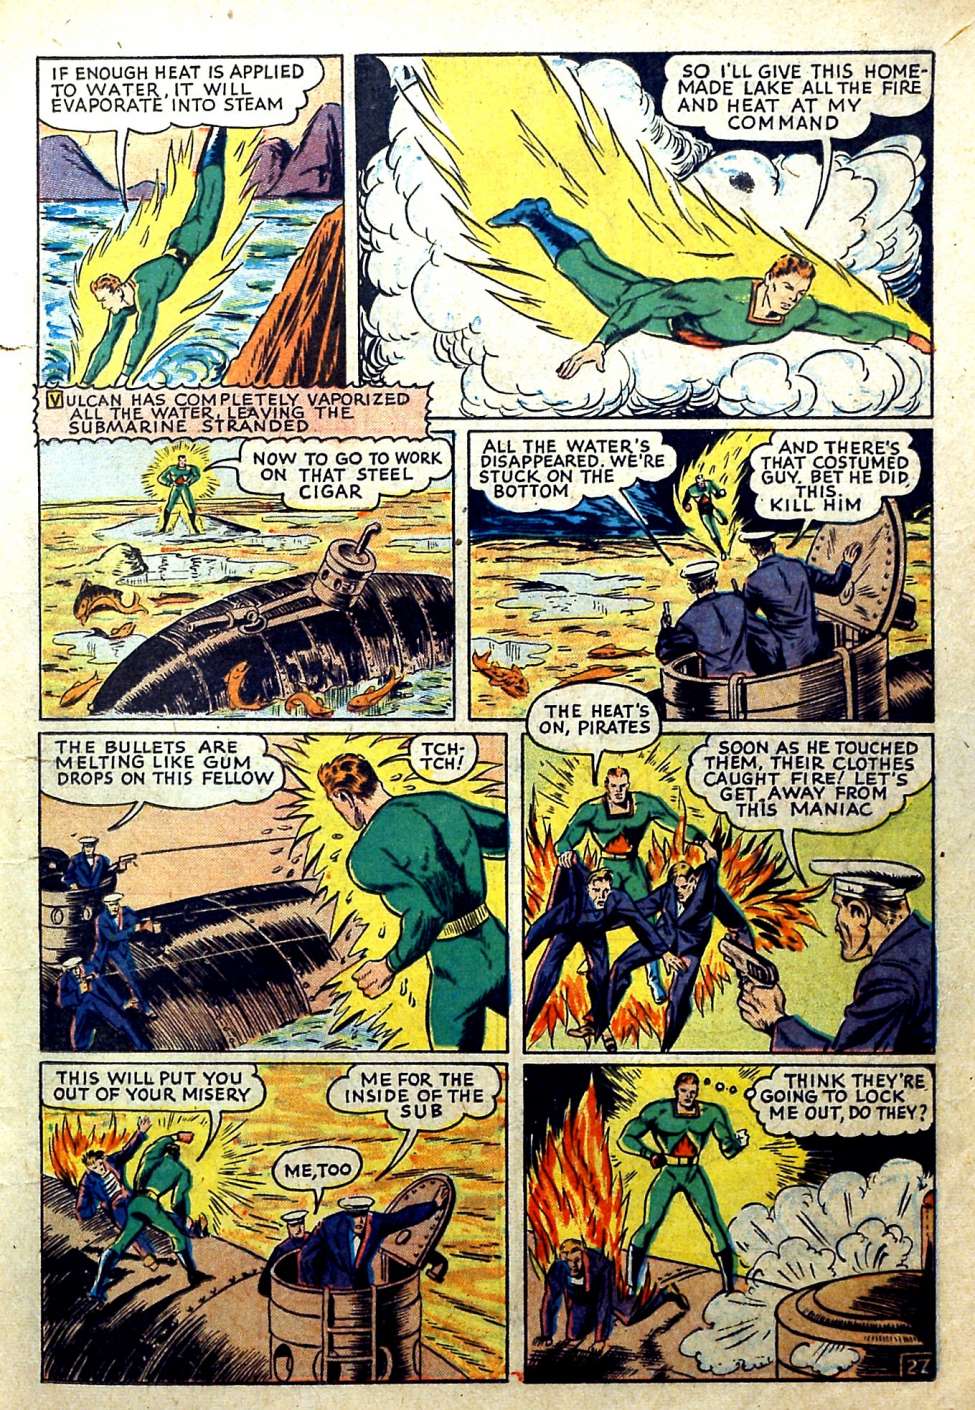 IF ENOUGH HEAT IS APPLIED
TO WATER, IT WILL
EVAPORATE INTO STEAM
SO I'LL GIVE THIS HOME-
MADE LAKE ALL THE FIRE
AND HEAT AT MY
COMMAND
VULCAN HAS COMPLETELY VAPORIZED
ALL THE WATER, LEAVING THE
SUBMARINE STRANDED
NOW TO GO TO WORK
ON THAT STEEL
CIGAR
ALL THE WATER'S
DISAPPEARED. WE'RE
STUCK ON THE
BOTTOM
AND THERE'S
THAT COSTUMED
GUY. BET HE DID
THIS.
KILL HIM
THE BULLETS ARE
MELTING LIKE GUM
DROPS ON THIS FELLOW
TCH-
TCH!
THE HEAT'S
ON, PIRATES
SOON AS HE TOUCHED
THEM, THEIR CLOTHES
CAUGHT FIRE! LET'S
GET AWAY FROM
THIS MANIAC
THIS WILL PUT YOU
OUT OF YOUR MISERY
ME, TOO
ME FOR THE
INSIDE OF THE
SUB
THINK THEY'RE
GOING TO LOCK
ME OUT, DO THEY?
27